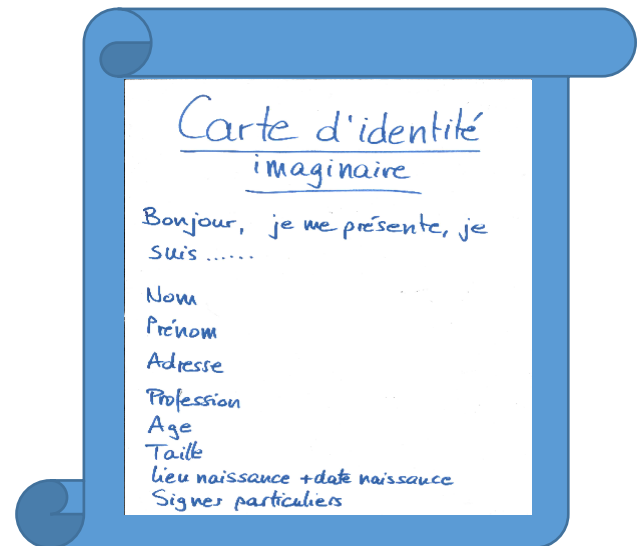 Carte d'identité
imaginaire
Bonjour, je me présente, je
suis ......
Nom
Prénom
Adresse
Profession
Age
Taille
lieu naissance + date naissance
Signes particuliers